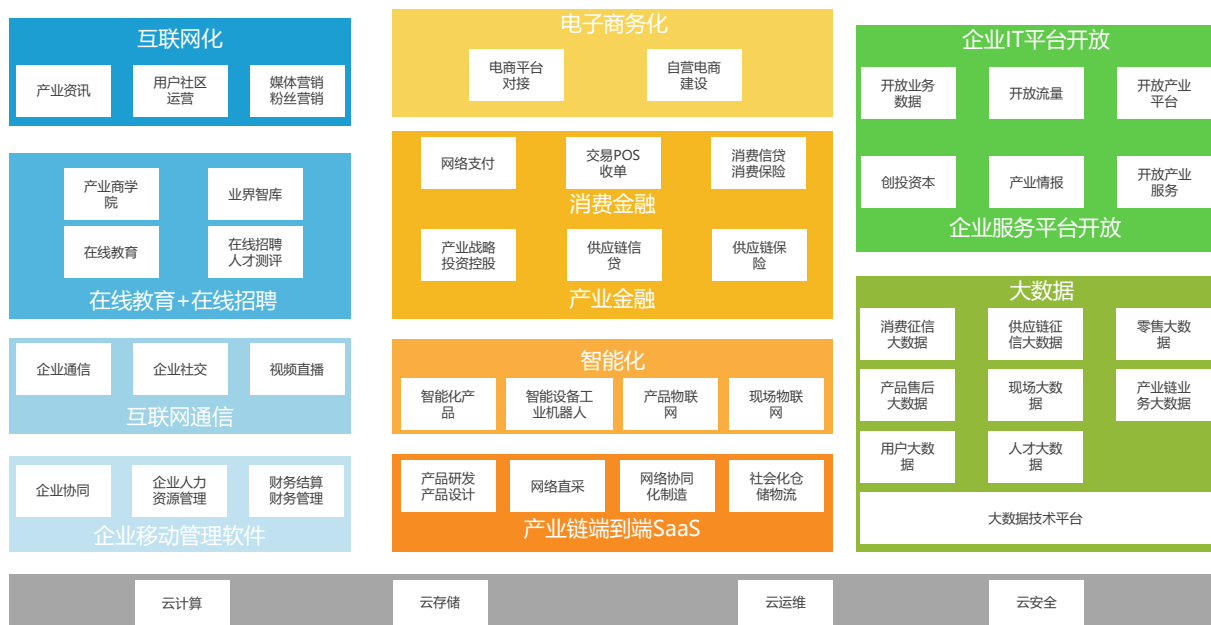 互联网化
产业资讯
用户社区
运营
媒体营销
粉丝营销
产业商学
院
业界智库
在线教育
在线招聘
人才测评
在线教育+在线招聘
企业通信
企业社交
视频直播
互联网通信
企业协同
企业人力
资源管理
财务结算
财务管理
企业移动管理软件
电子商务化
电商平台
对接
自营电商
建设
网络支付
交易POS
收单
消费信贷
消费保险
消费金融
产业战略
投资控股
供应链信
贷
供应链保
险
产业金融
智能化
智能化产
品
智能设备工
业机器人
产品物联
网
现场物联
网
产品研发
产品设计
网络直采
网络协同
化制造
社会化仓
储物流
产业链端到端SaaS
企业IT平台开放
开放业务
数据
开放流量
开放产业
平台
创投资本
产业情报
开放产业
服务
企业服务平台开放
大数据
消费征信
大数据
供应链征
信大数据
零售大数
据
产品售后
大数据
现场大数
据
产业链业
务大数据
用户大数
据
人才大数
据
大数据技术平台
云计算
云存储
云运维
云安全